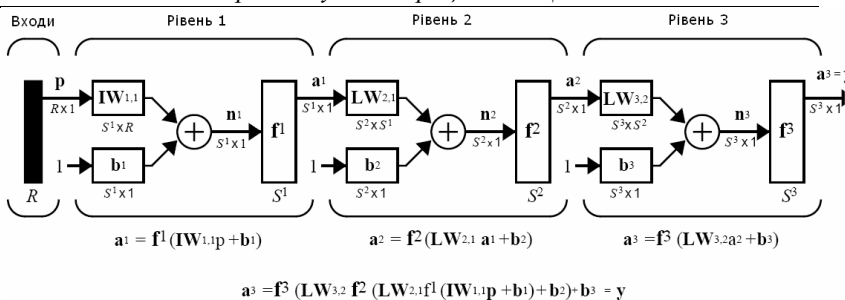 Входи Рівень 1 Рівень 2 Рівень 3
p a1 a2 a3 = y
IW1,1 LW2,1 LW3,2
R x 1 S1 x 1 S2 x 1 S3 x 1
n1 n2 n3
S1 x R S2 x S1 S3 x S2
f1 f2 f3
S1 x 1 S2 x 1 S3 x 1
1 b1 1 b2 1 b3
R S1 x 1 S1 S2 x 1 S2 S3 x 1 S3
a1 = f1(IW1,1p +b1) a2 = f2(LW2,1 a1 +b2) a3 =f3 (LW3,2a2 +b3)
a3 =f3 (LW3,2 f2 (LW2,1f1(IW1,1p +b1)+b2)+b3 = y